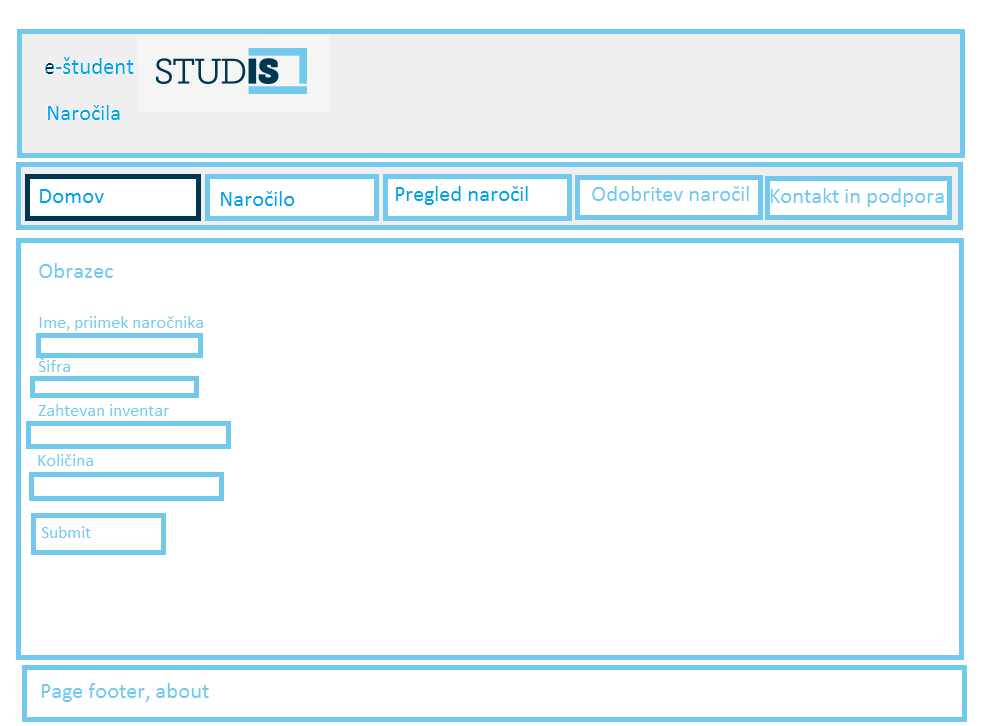 e-študent
STUDIS
Naročila
Domov
Naročilo
Pregled naročil
Odobritev naročil
Kontakt in podpora
Obrazec
Ime, priimek naročnika
Šifra
Zahtevan inventar
Količina
Submit
Page footer, about